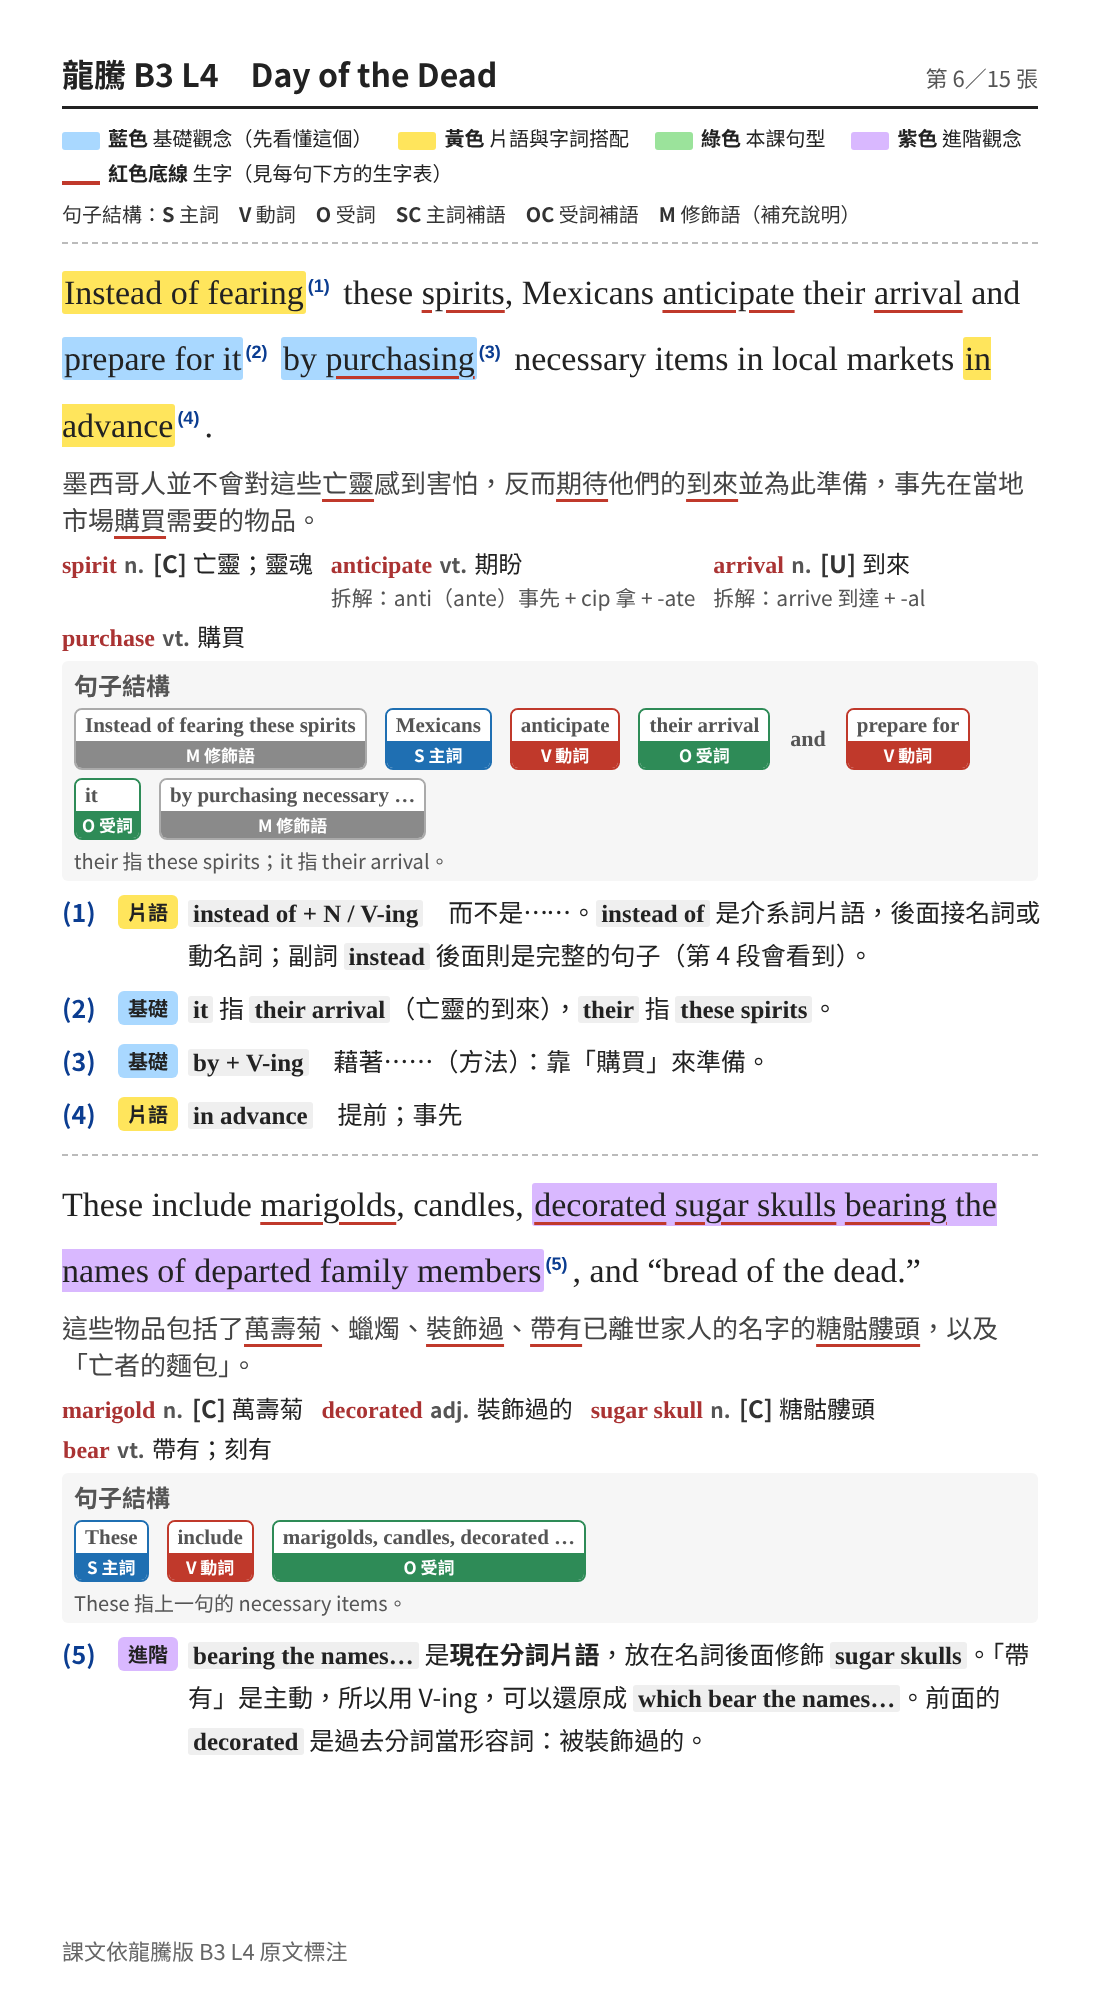 龍騰 B3 L4　Day of the Dead
第 6／15 張
藍色 基礎觀念（先看懂這個）　黃色 片語與字詞搭配　綠色 本課句型　紫色 進階觀念
紅色底線 生字（見每句下方的生字表）
句子結構：S 主詞　V 動詞　O 受詞　SC 主詞補語　OC 受詞補語　M 修飾語（補充說明）
Instead of fearing(1) these spirits, Mexicans anticipate their arrival and
prepare for it(2) by purchasing(3) necessary items in local markets in
advance(4).
墨西哥人並不會對這些亡靈感到害怕，反而期待他們的到來並為此準備，事先在當地
市場購買需要的物品。
spirit n. [C] 亡靈；靈魂　anticipate vt. 期盼　arrival n. [U] 到來
拆解：anti（ante）事先 + cip 拿 + -ate　拆解：arrive 到達 + -al
purchase vt. 購買
句子結構
Instead of fearing these spirits　Mexicans　anticipate　their arrival　and　prepare for
M 修飾語　S 主詞　V 動詞　O 受詞　V 動詞
it　by purchasing necessary …
O 受詞　M 修飾語
their 指 these spirits；it 指 their arrival。
(1) 片語 instead of + N / V-ing　而不是⋯⋯。instead of 是介系詞片語，後面接名詞或
動名詞；副詞 instead 後面則是完整的句子（第 4 段會看到）。
(2) 基礎 it 指 their arrival（亡靈的到來），their 指 these spirits。
(3) 基礎 by + V-ing　藉著⋯⋯（方法）：靠「購買」來準備。
(4) 片語 in advance　提前；事先
These include marigolds, candles, decorated sugar skulls bearing the
names of departed family members(5), and “bread of the dead.”
這些物品包括了萬壽菊、蠟燭、裝飾過、帶有已離世家人的名字的糖骷髏頭，以及
「亡者的麵包」。
marigold n. [C] 萬壽菊　decorated adj. 裝飾過的　sugar skull n. [C] 糖骷髏頭
bear vt. 帶有；刻有
句子結構
These　include　marigolds, candles, decorated …
S 主詞　V 動詞　O 受詞
These 指上一句的 necessary items。
(5) 進階 bearing the names… 是現在分詞片語，放在名詞後面修飾 sugar skulls。「帶
有」是主動，所以用 V-ing，可以還原成 which bear the names…。前面的
decorated 是過去分詞當形容詞：被裝飾過的。
課文依龍騰版 B3 L4 原文標注